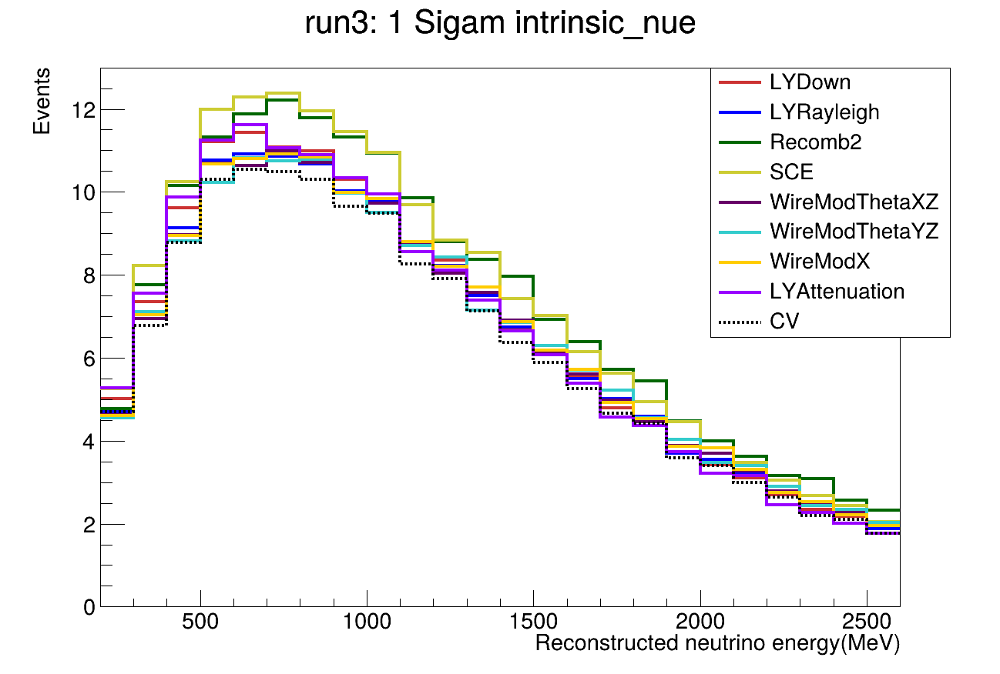 run3: 1 Sigam intrinsic_nue
Events
12
10
8
6
4
2
0
500 1000 1500 2000 2500
Reconstructed neutrino energy(MeV)
LYDown
LYRayleigh
Recomb2
SCE
WireModThetaXZ
WireModThetaYZ
WireModX
LYAttenuation
CV